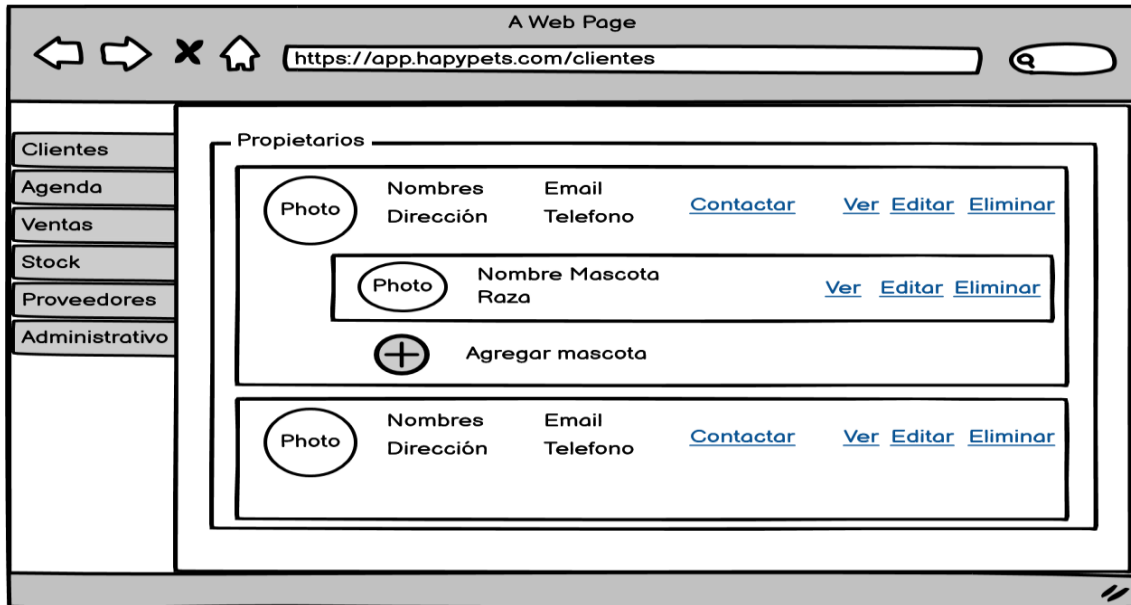 A Web Page
https://app.hapypets.com/clientes
Clientes
Agenda
Ventas
Stock
Proveedores
Administrativo
Propietarios
Photo
Nombres Email
Dirección Telefono
Contactar Ver Editar Eliminar
Photo
Nombre Mascota
Raza
Ver Editar Eliminar
Agregar mascota
Photo
Nombres Email
Dirección Telefono
Contactar Ver Editar Eliminar